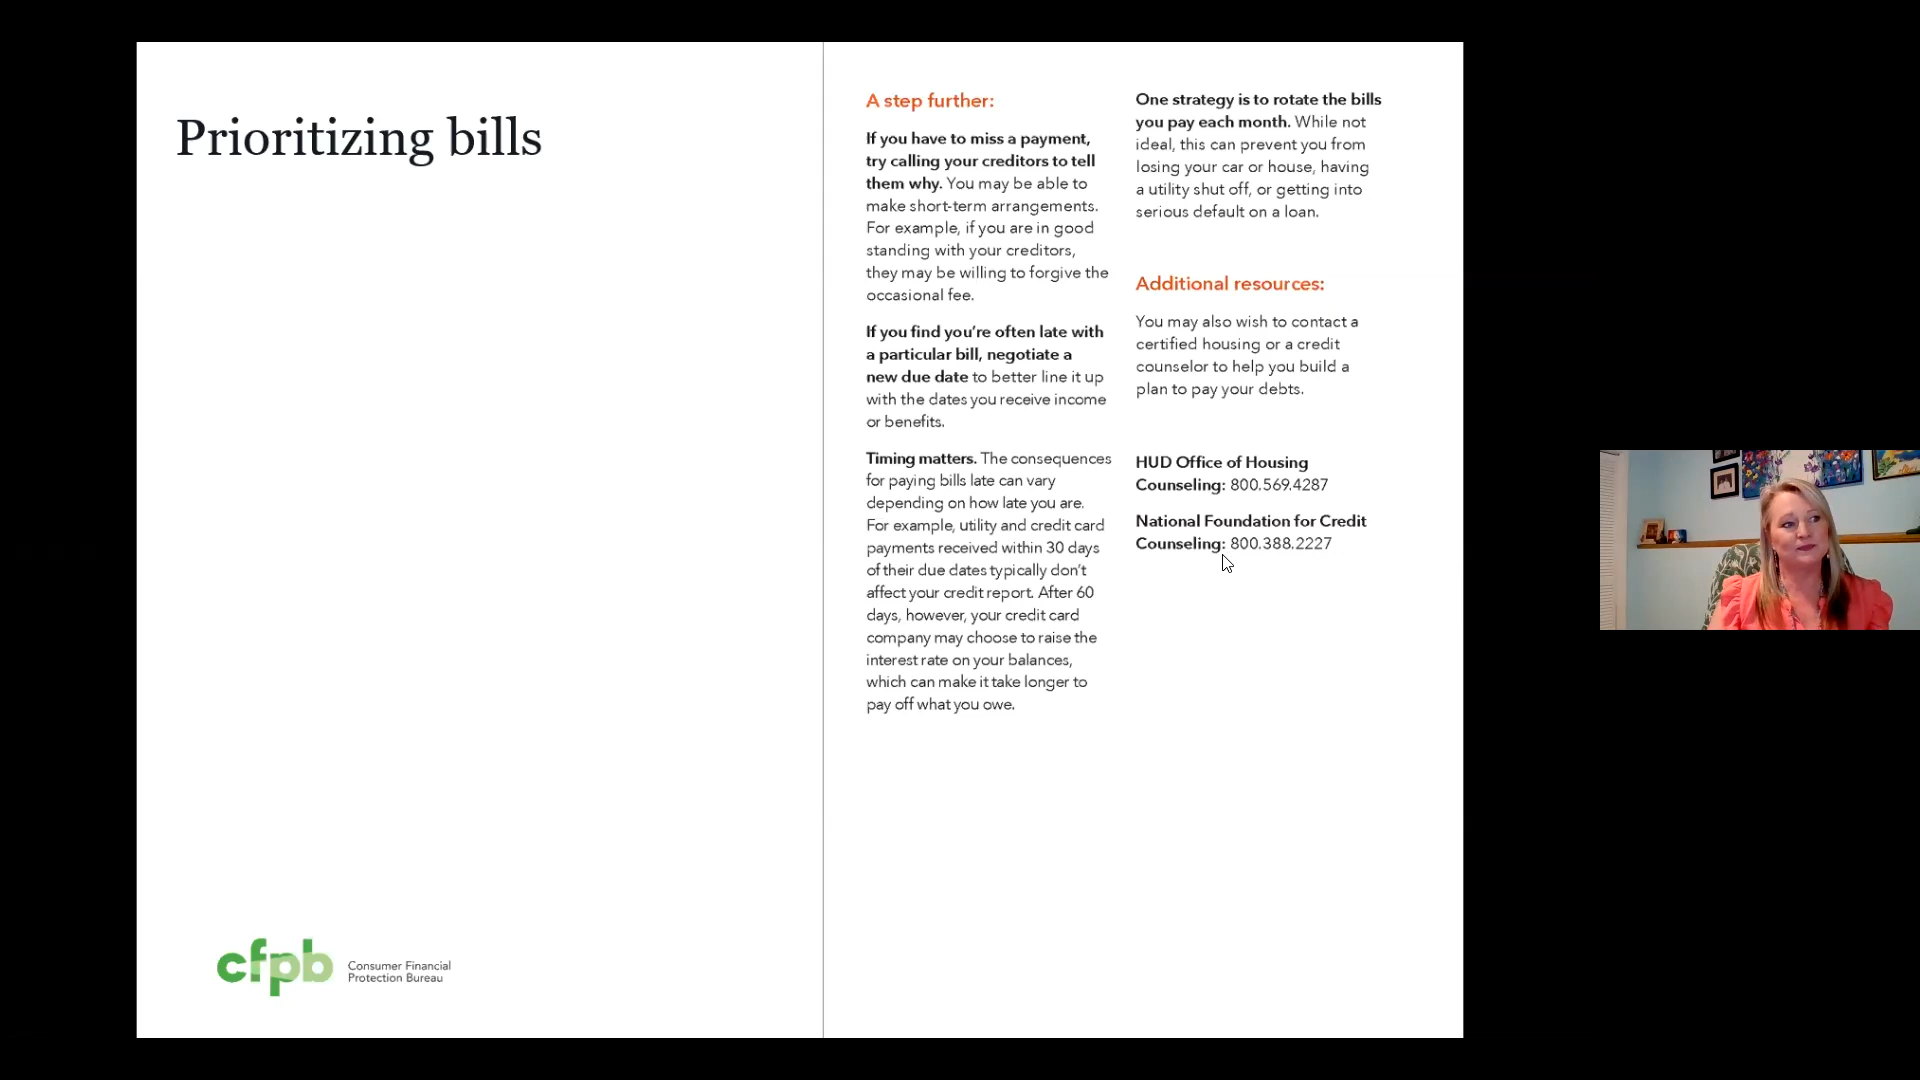 Prioritizing bills
A step further:
If you have to miss a payment,
try calling your creditors to tell
them why. You may be able to
make short-term arrangements.
For example, if you are in good
standing with your creditors,
they may be willing to forgive the
occasional fee.
If you find you’re often late with
a particular bill, negotiate a
new due date to better line it up
with the dates you receive income
or benefits.
Timing matters. The consequences
for paying bills late can vary
depending on how late you are.
For example, utility and credit card
payments received within 30 days
of their due dates typically don’t
affect your credit report. After 60
days, however, your credit card
company may choose to raise the
interest rate on your balances,
which can make it take longer to
pay off what you owe.
One strategy is to rotate the bills
you pay each month. While not
ideal, this can prevent you from
losing your car or house, having
a utility shut off, or getting into
serious default on a loan.
Additional resources:
You may also wish to contact a
certified housing or a credit
counselor to help you build a
plan to pay your debts.
HUD Office of Housing
Counseling: 800.569.4287
National Foundation for Credit
Counseling: 800.388.2227
cfpb
Consumer Financial
Protection Bureau